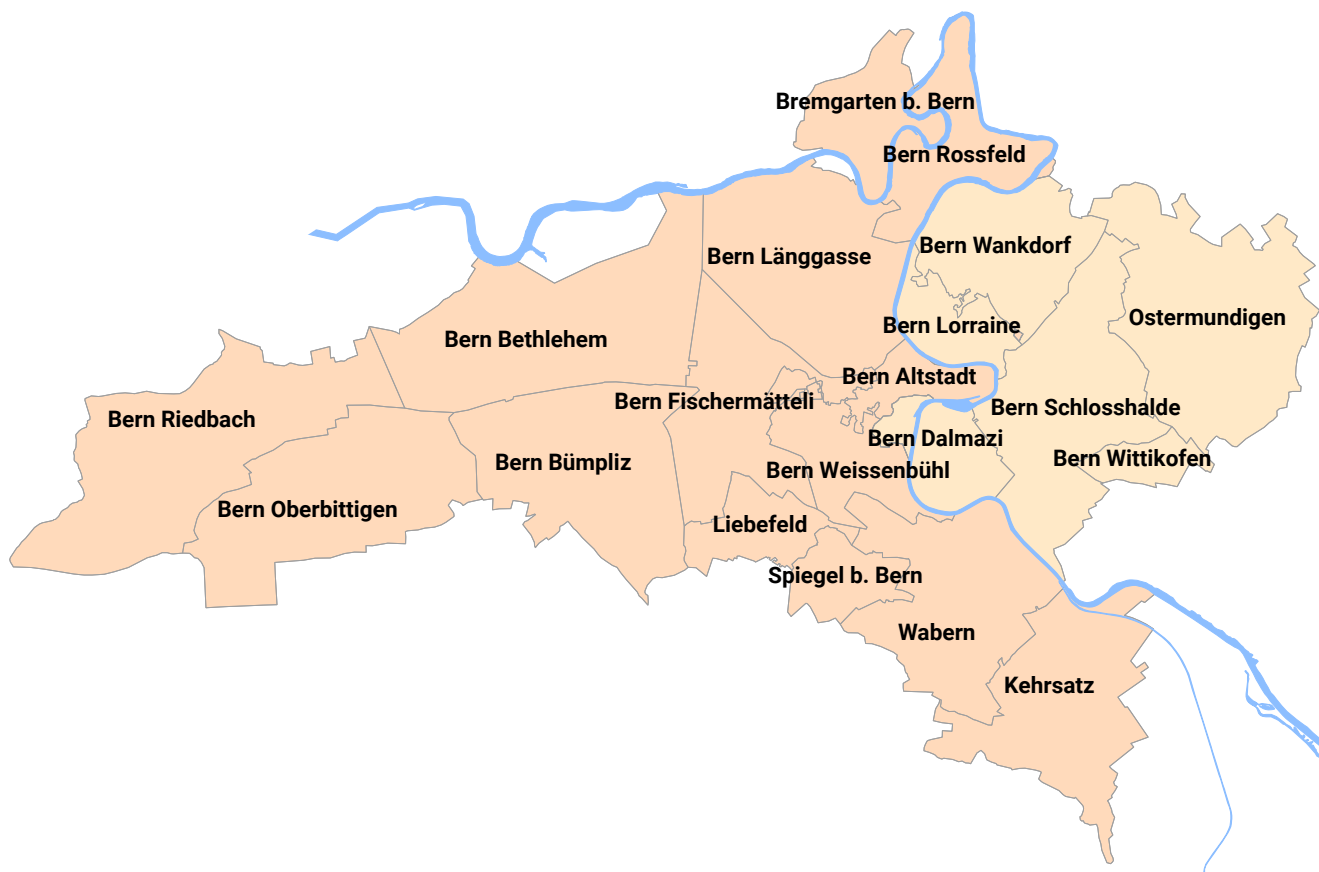 Bremgarten b. Bern
Bern Rossfeld
Bern Wankdorf
Bern Länggasse
Ostermundigen
Bern Lorraine
Bern Bethlehem
Bern Altstadt
Bern Fischermätteli
Bern Schlosshalde
Bern Riedbach
Bern Dalmazi
Bern Wittikofen
Bern Bümpliz
Bern Weissenbühl
Bern Oberbittigen
Liebefeld
Spiegel b. Bern
Wabern
Kehrsatz